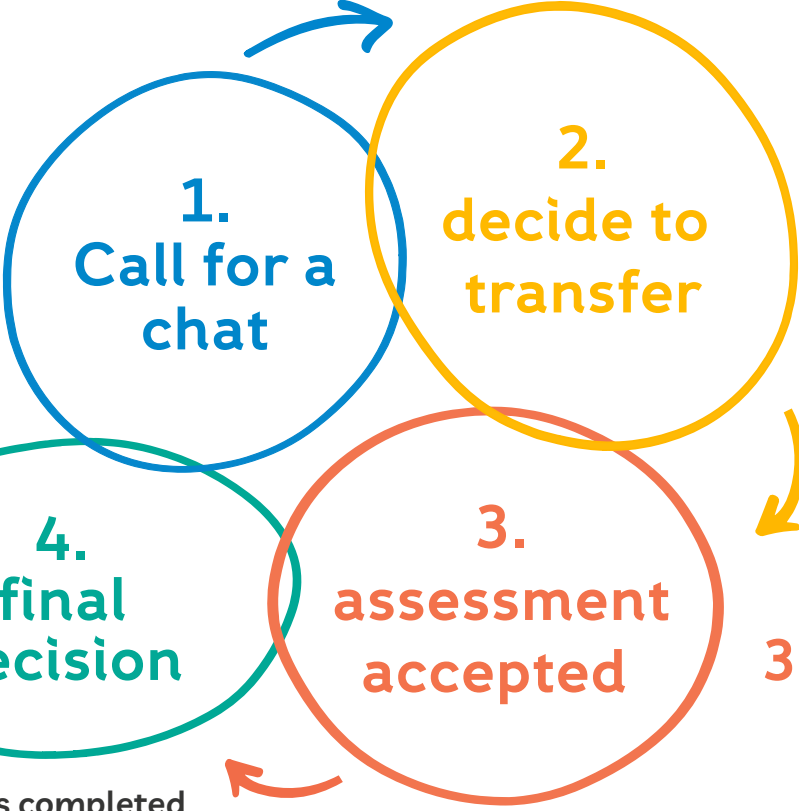 1.
Call for a
chat
2.
decide to
transfer
3.
assessment
accepted
4.
final
ecision
3
s completed